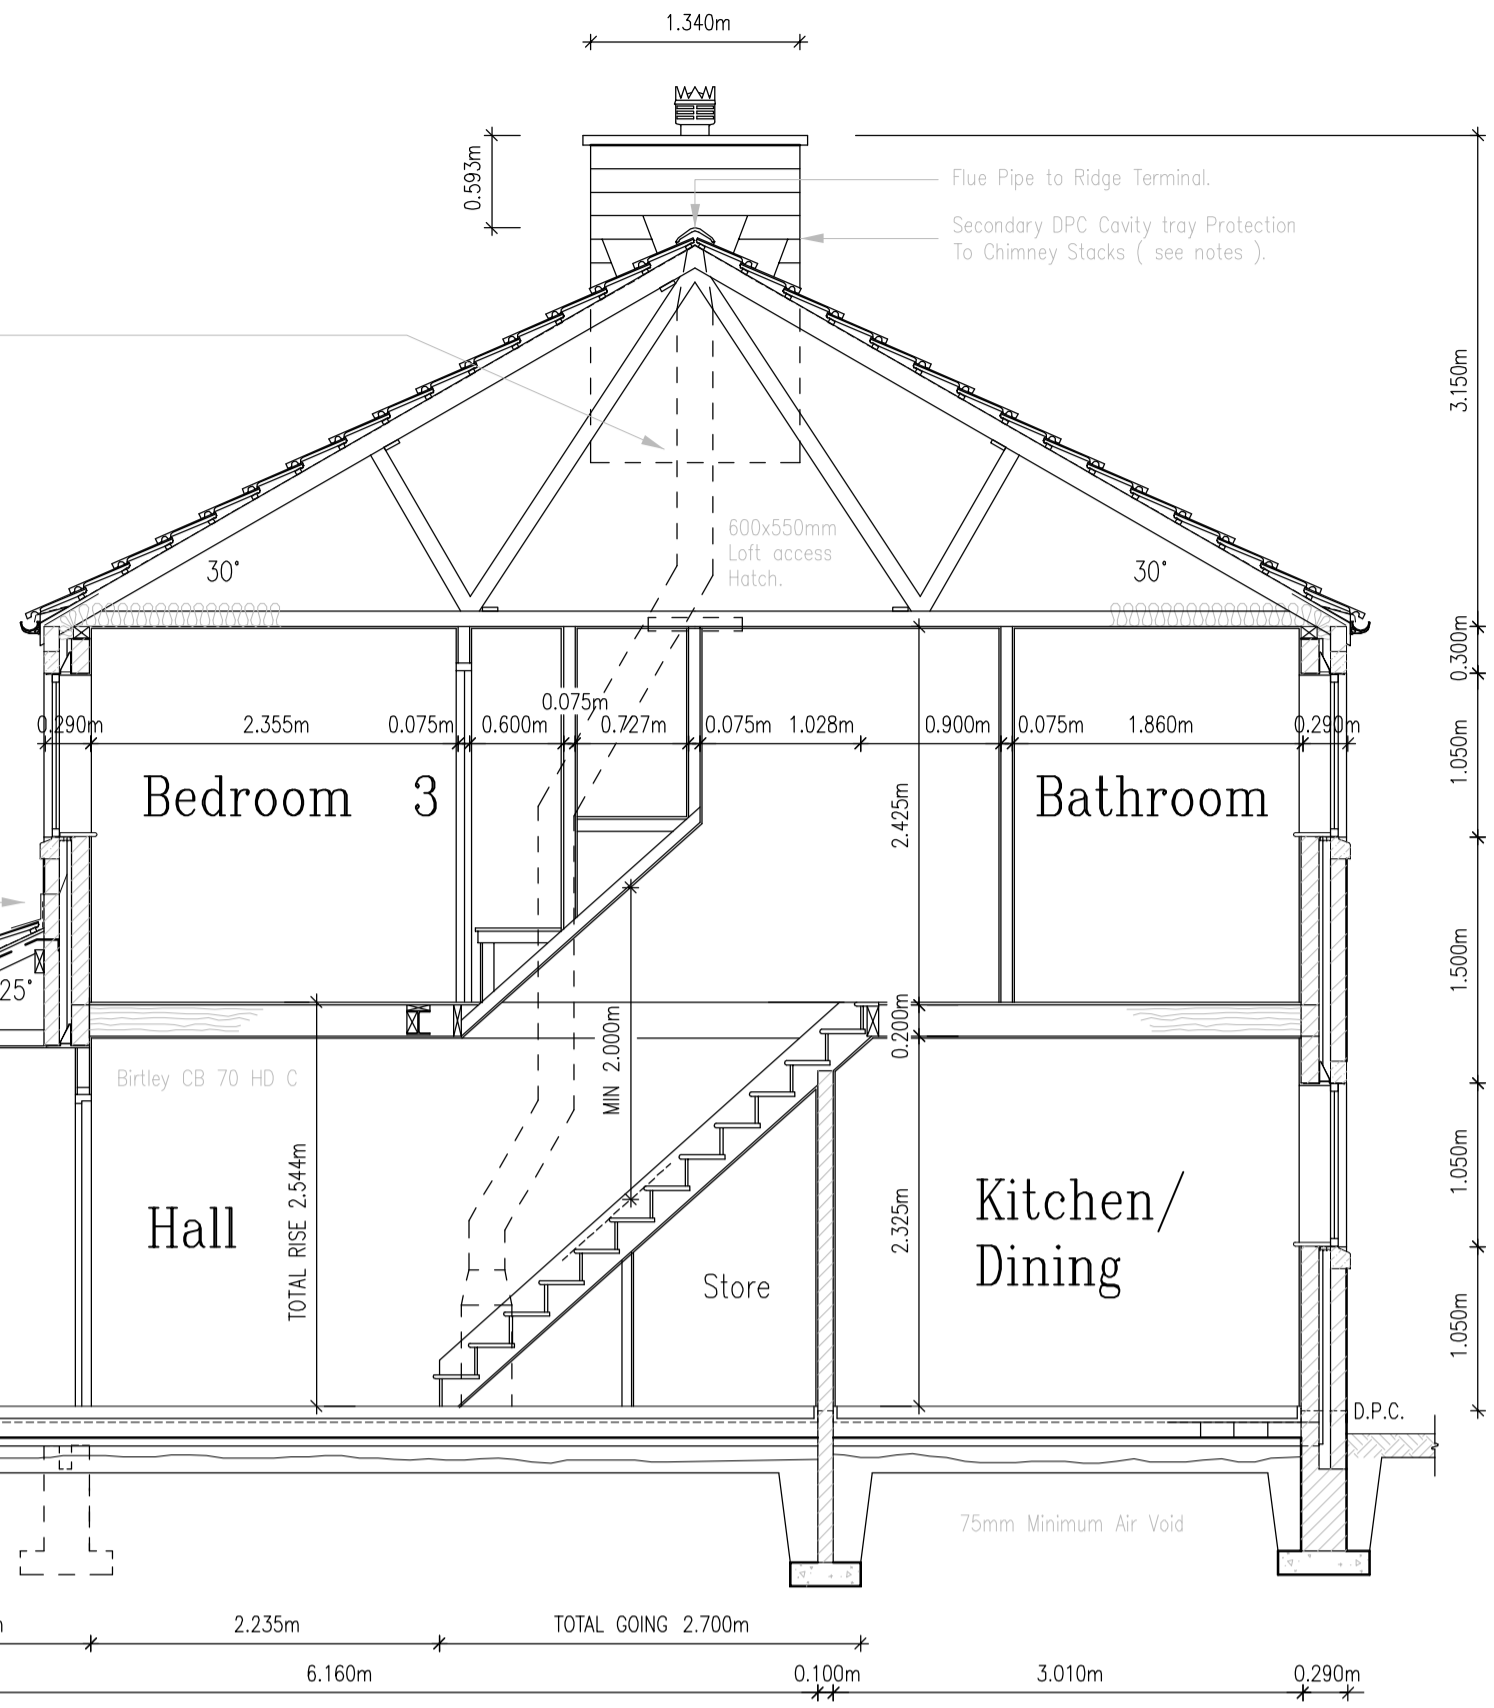 1.340m
0.593m
Flue Pipe to Ridge Terminal.
Secondary DPC Cavity tray Protection
To Chimney Stacks ( see notes ).
3.150m
600x550mm
Loft access
Hatch.
30°
30°
0.300m
0.290m
2.355m
0.075m
0.600m
0.075m
0.727m
0.075m
1.028m
0.900m
0.075m
1.860m
0.290m
1.050m
Bedroom 3
2.425m
Bathroom
25°
1.500m
MIN 2.000m
0.200m
Birtley CB 70 HD C
TOTAL RISE 2.544m
Hall
Store
2.325m
Kitchen/
Dining
1.050m
1.050m
D.P.C.
75mm Minimum Air Void
2.235m
TOTAL GOING 2.700m
6.160m
0.100m
3.010m
0.290m